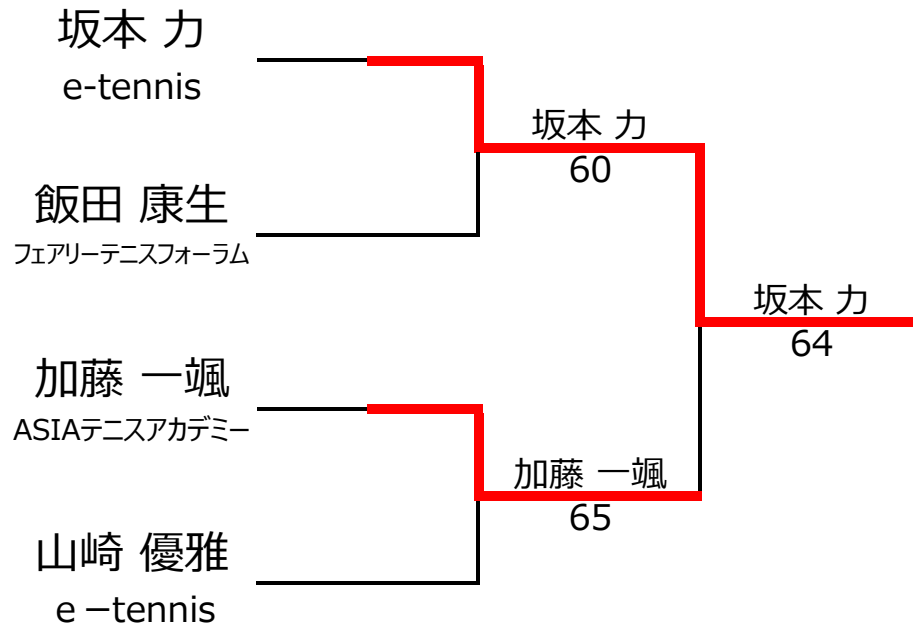 坂本 力
e-tennis
坂本 力
60
飯田 康生
フェアリーテニスフォーラム
坂本 力
64
加藤 一颯
ASIAテニスアカデミー
加藤 一颯
65
山崎 優雅
e－tennis